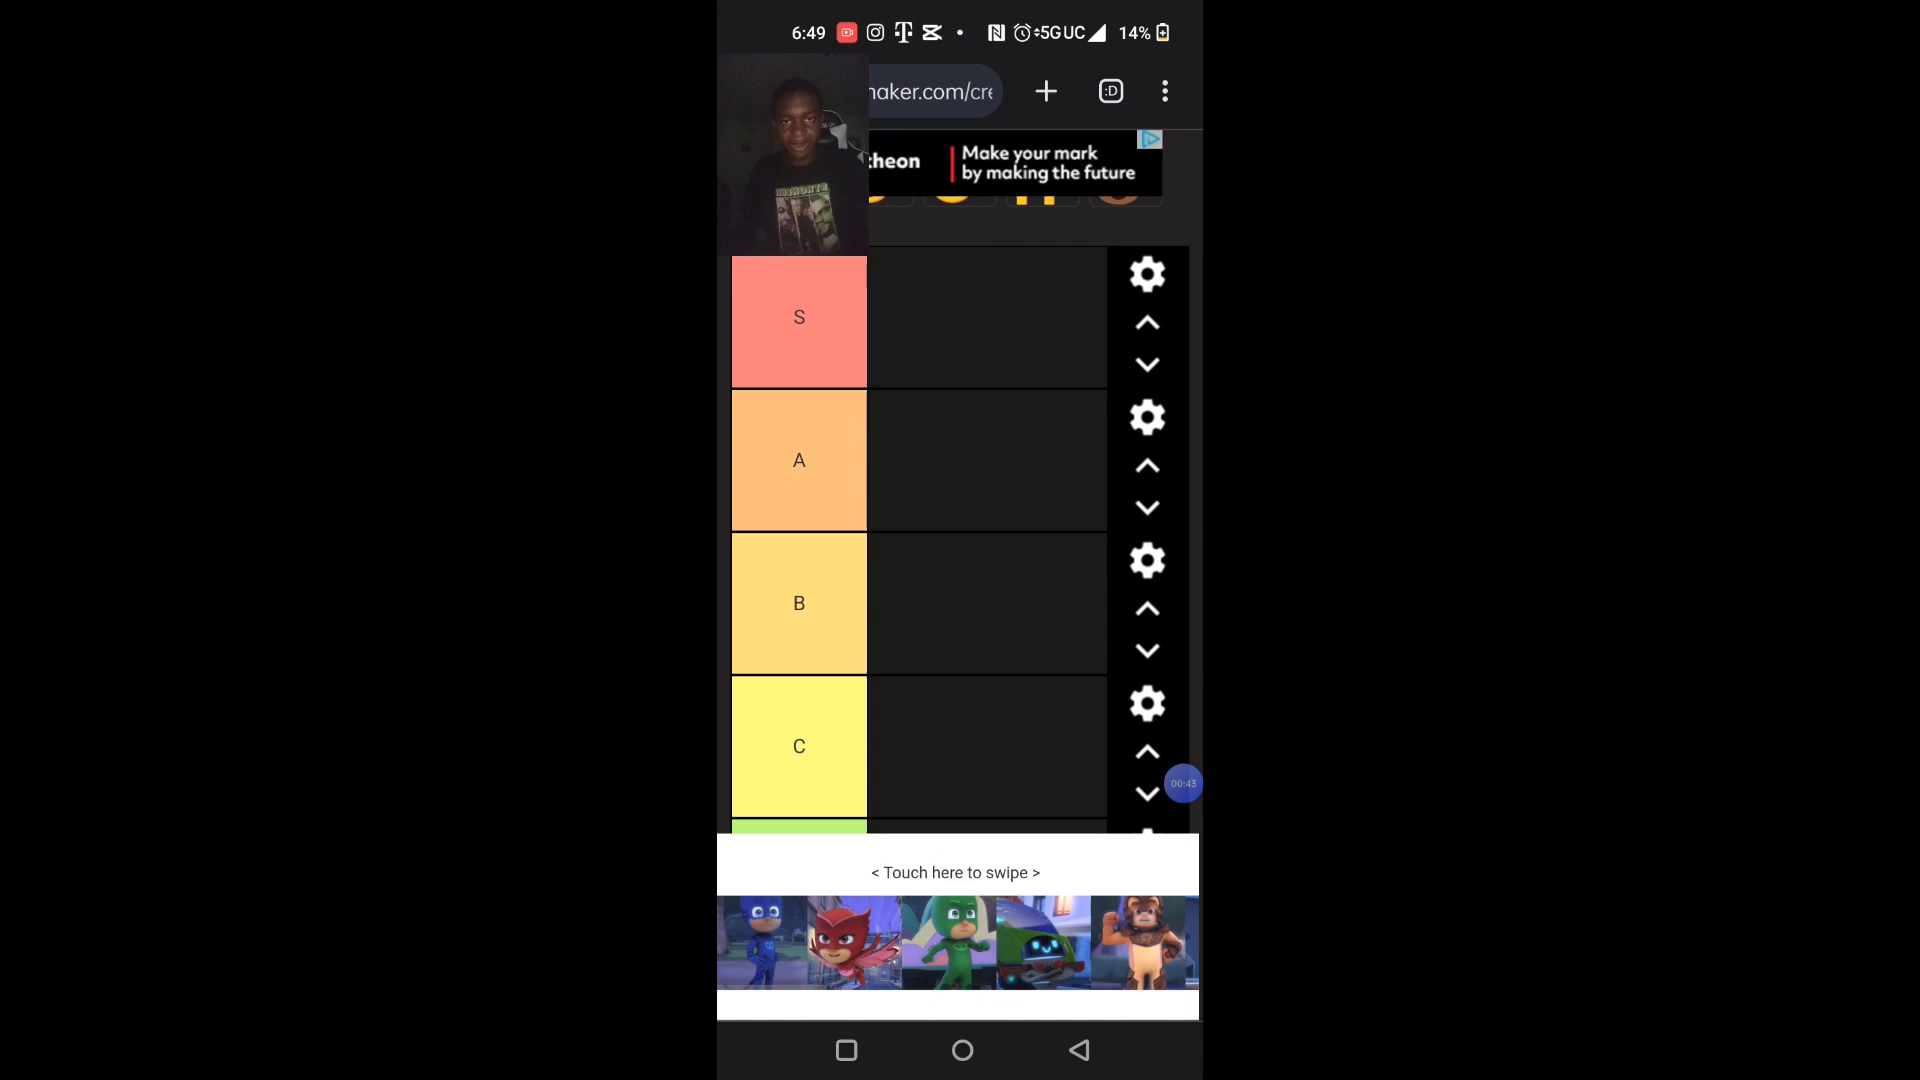 6:49 5G UC 14%
naker.com/cre :D
theon
Make your mark
by making the future
S
A
B
C
00:43
< Touch here to swipe >